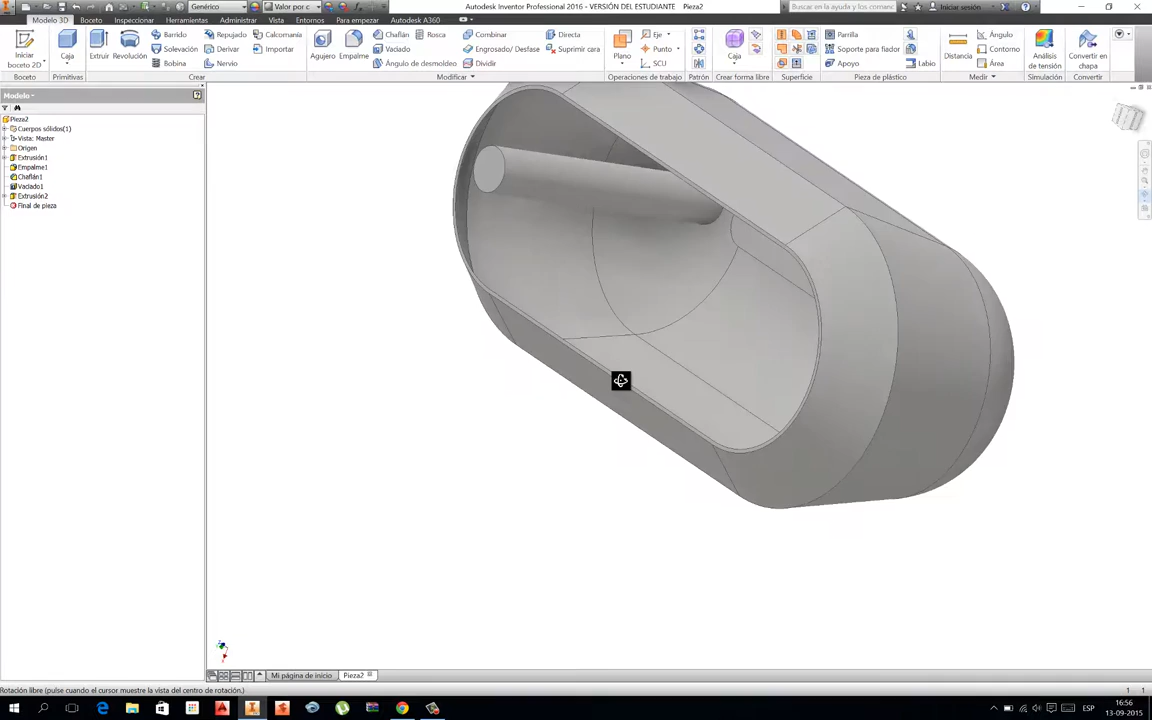 Genérico
Valor por c
Autodesk Inventor Professional 2016 - VERSIÓN DEL ESTUDIANTE   Pieza2
Buscar en la ayuda y los comanc
Iniciar sesión
Modelo 3D
Boceto
Inspeccionar
Herramientas
Administrar
Vista
Entornos
Para empezar
Autodesk A360
Iniciar boceto 2D
Caja
Extruir
Revolución
Barrido
Solevación
Bobina
Repujado
Derivar
Nervio
Calcomanía
Importar
Agujero
Empalme
Chaflán
Vaciado
Ángulo de desmoldeo
Rosca
Combinar
Engrosado/ Desfase
Dividir
Directa
Suprimir cara
Plano
Eje
Punto
SCU
Caja
Parrilla
Soporte para fiador
Apoyo
Labio
Distancia
Ángulo
Contorno
Área
Análisis de tensión
Convertir en chapa
Boceto
Primitivas
Crear
Modificar
Operaciones de trabajo
Patrón
Crear forma libre
Superficie
Pieza de plástico
Medir
Simulación
Convertir
Modelo
Pieza2
Cuerpos sólidos(1)
Vista: Master
Origen
Extrusión1
Empalme1
Chaflán1
Vaciado1
Extrusión2
Final de pieza
Mi página de inicio
Pieza2
Rotación libre (pulse cuando el cursor muestre la vista del centro de rotación.)
1   1
ESP
16:56
13-09-2015